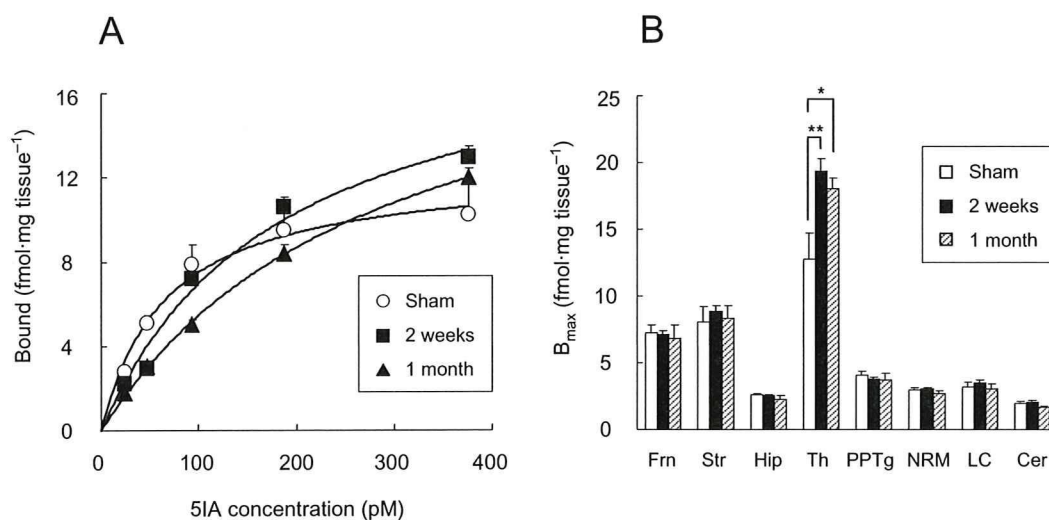 A
Bound (fmol·mg tissue⁻¹)
16
12
8
4
0
0 100 200 300 400
5IA concentration (pM)
Sham
2 weeks
1 month
B
Bmax (fmol·mg tissue⁻¹)
25
20
15
10
5
0
*
**
Sham
2 weeks
1 month
Frn Str Hip Th PPTg NRM LC Cer